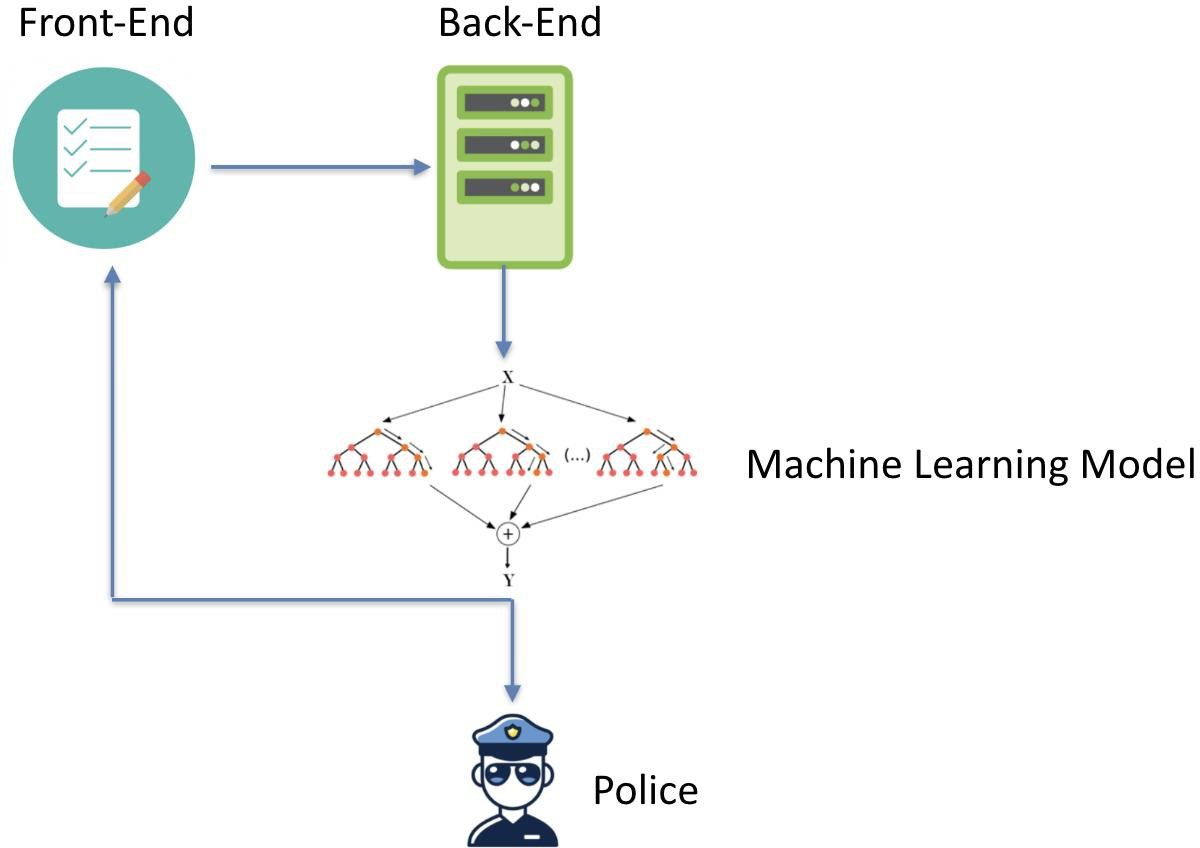 Front-End
Back-End
X
(...)
Machine Learning Model
+
Y
Police